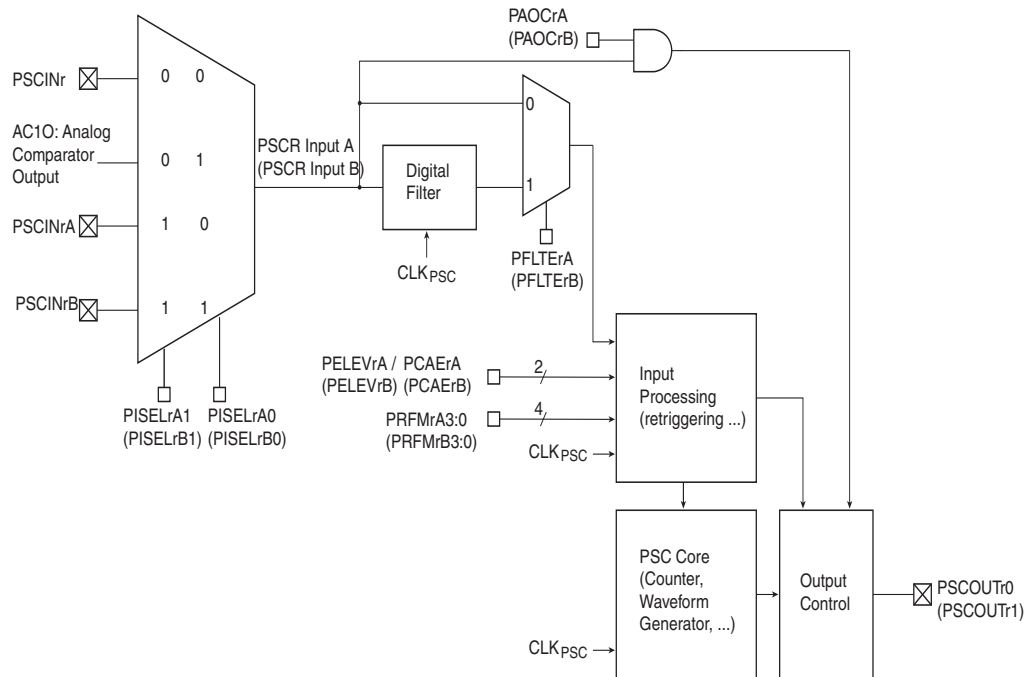 PAOCrA
(PAOCrB)
PSCINr
0 0
0
AC1O: Analog
Comparator
Output
0 1
PSCR Input A
(PSCR Input B)
Digital
Filter
1
PSCINrA
1 0
CLKPSC
PFLTErA
(PFLTErB)
PSCINrB
1 1
PISELrA1
(PISELrB1)
PISELrA0
(PISELrB0)
PELEVrA / PCAErA
(PELEVrB) (PCAErB)
2
PRFMrA3:0
(PRFMrB3:0)
4
CLKPSC
Input
Processing
(retriggering ...)
PSC Core
(Counter,
Waveform
Generator, ...)
CLKPSC
Output
Control
PSCOUTr0
(PSCOUTr1)